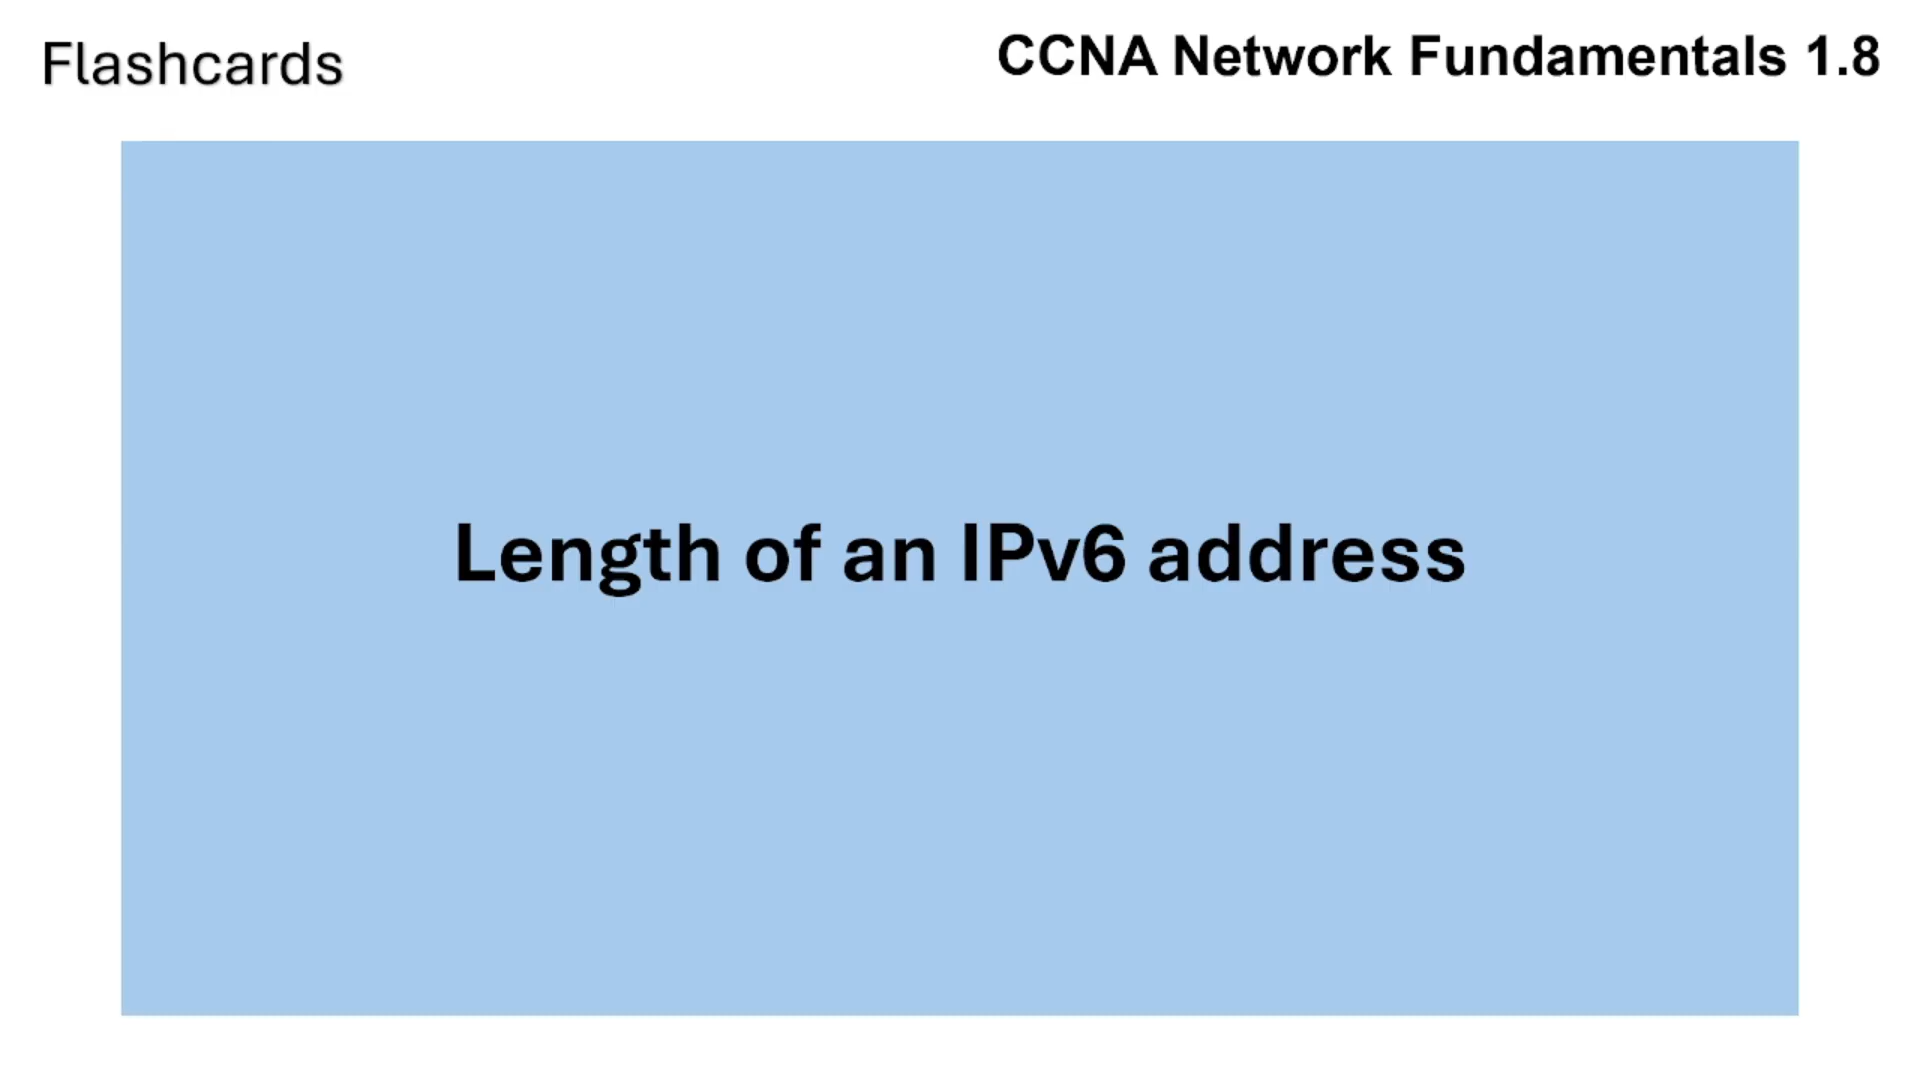 Flashcards
CCNA Network Fundamentals 1.8
Length of an IPv6 address